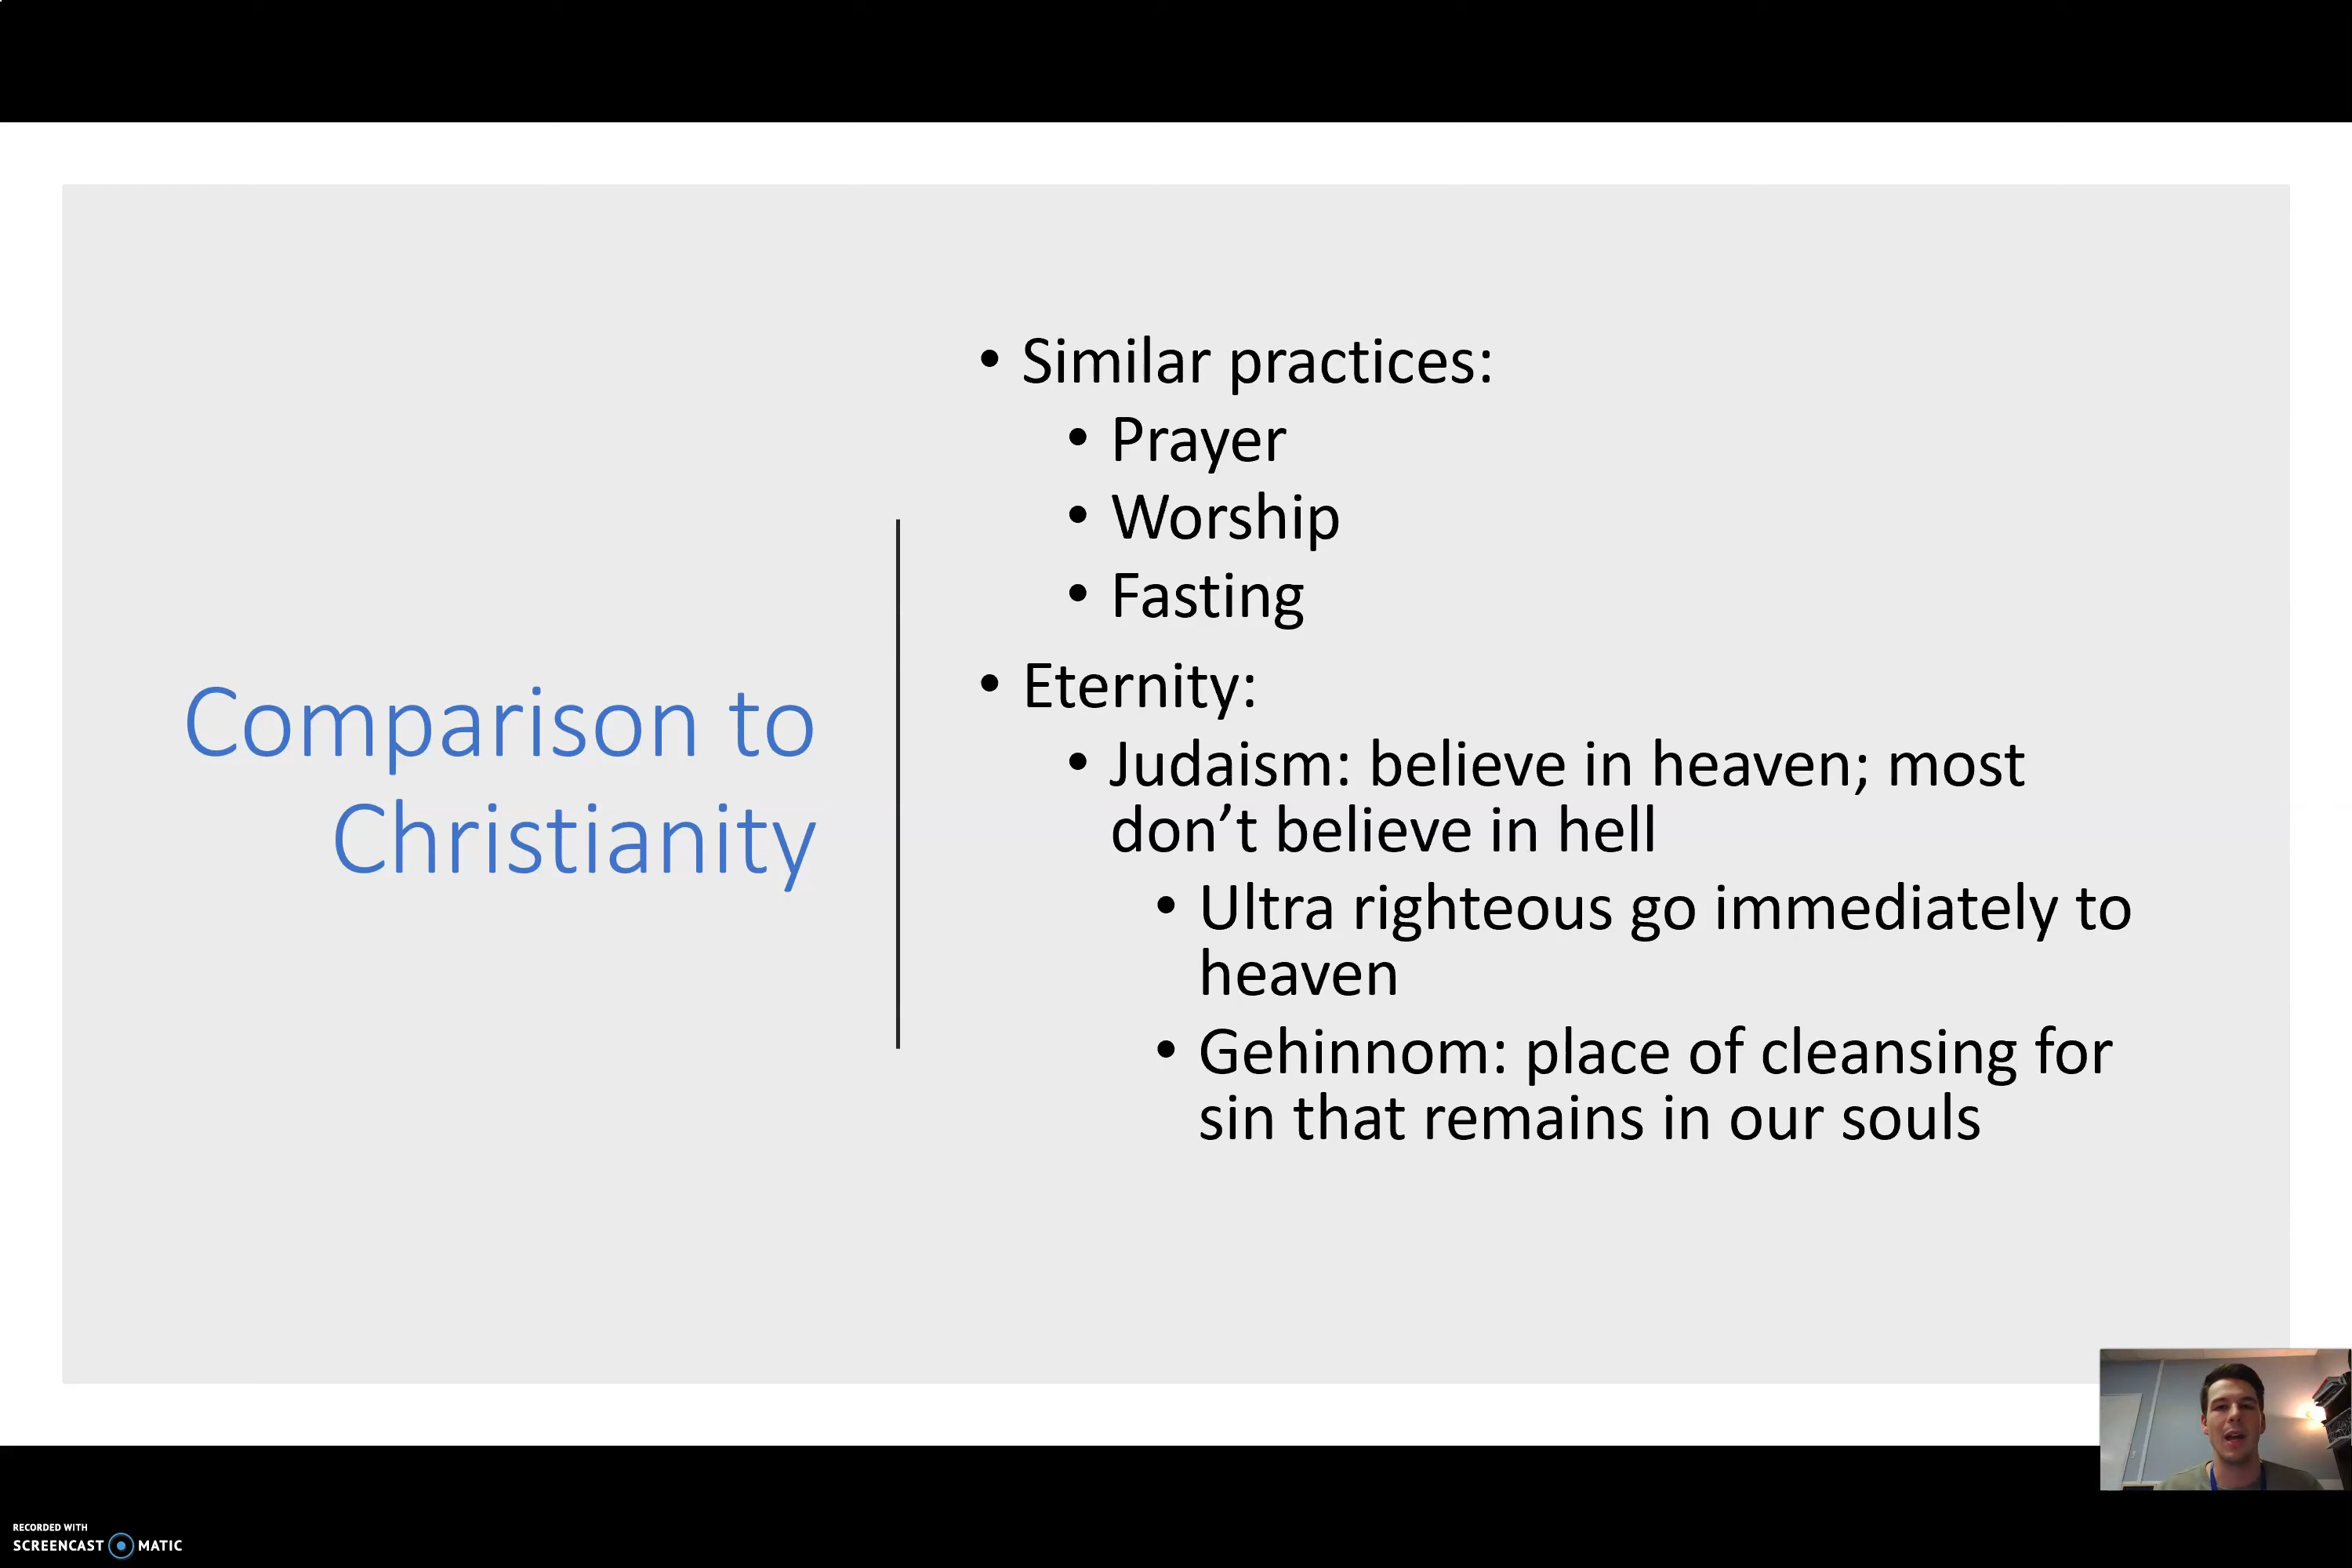 Comparison to
Christianity
• Similar practices:
• Prayer
• Worship
• Fasting
• Eternity:
• Judaism: believe in heaven; most
don’t believe in hell
• Ultra righteous go immediately to
heaven
• Gehinnom: place of cleansing for
sin that remains in our souls
RECORDED WITH
SCREENCAST MATIC